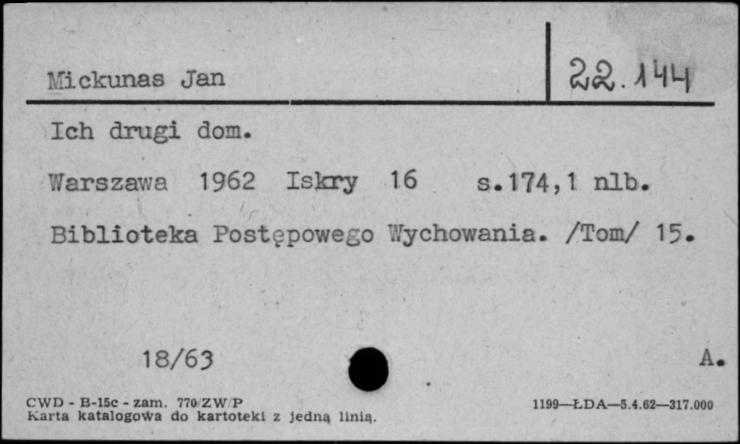 Mickunas Jan 22.144
Ich drugi dom.
Warszawa 1962 Iskry 16 s.174,1 nlb.
Biblioteka Postępowego Wychowania. /Tom/ 15.
18/63 A.
CWD - B-15c - zam. 770/ZW/P 1199—ŁDA—5.4.62—317.000
Karta katalogowa do kartoteki z jedną linią.